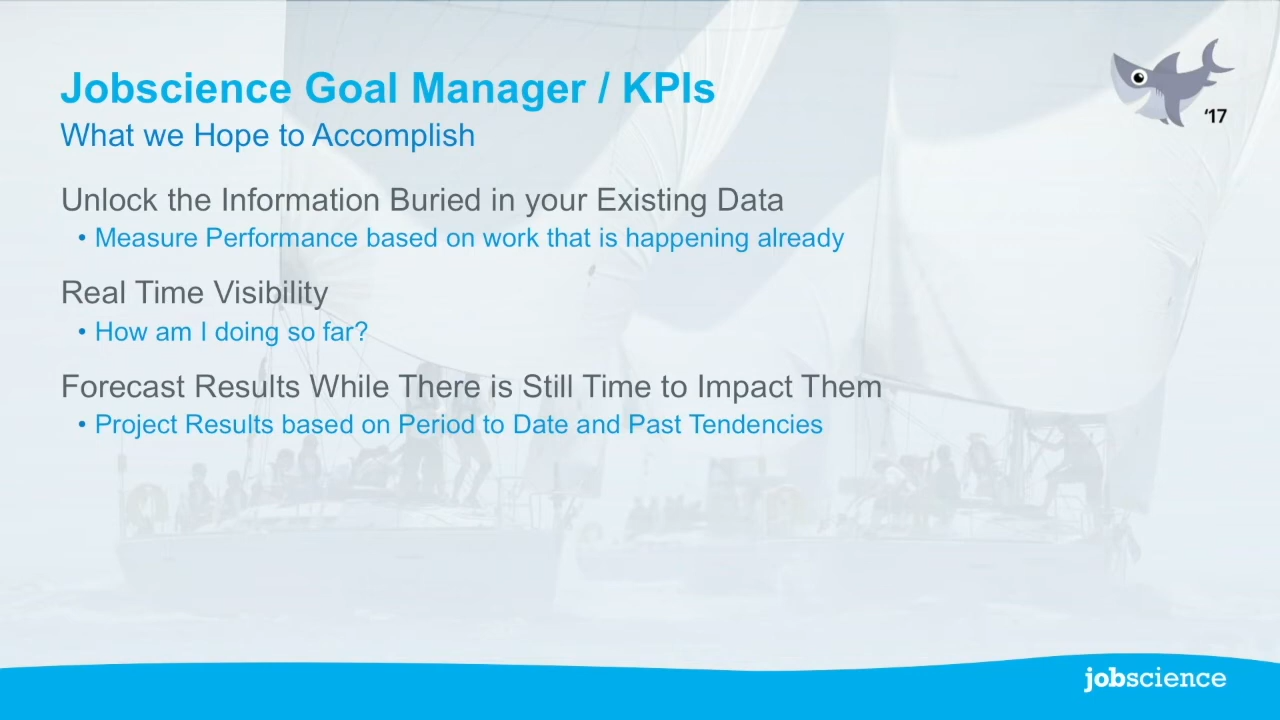 Jobscience Goal Manager / KPIs
‘17
What we Hope to Accomplish
Unlock the Information Buried in your Existing Data
• Measure Performance based on work that is happening already
Real Time Visibility
• How am I doing so far?
Forecast Results While There is Still Time to Impact Them
• Project Results based on Period to Date and Past Tendencies
jobscience